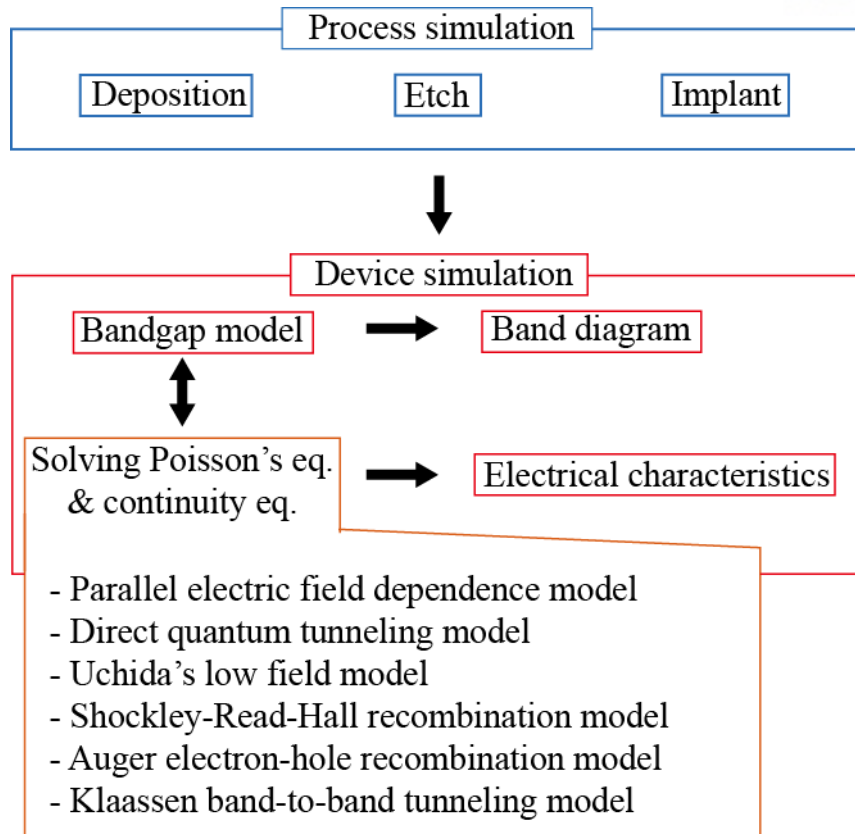 Process simulation
Deposition
Etch
Implant
Device simulation
Bandgap model
Band diagram
Solving Poisson’s eq.
& continuity eq.
Electrical characteristics
- Parallel electric field dependence model
- Direct quantum tunneling model
- Uchida’s low field model
- Shockley-Read-Hall recombination model
- Auger electron-hole recombination model
- Klaassen band-to-band tunneling model